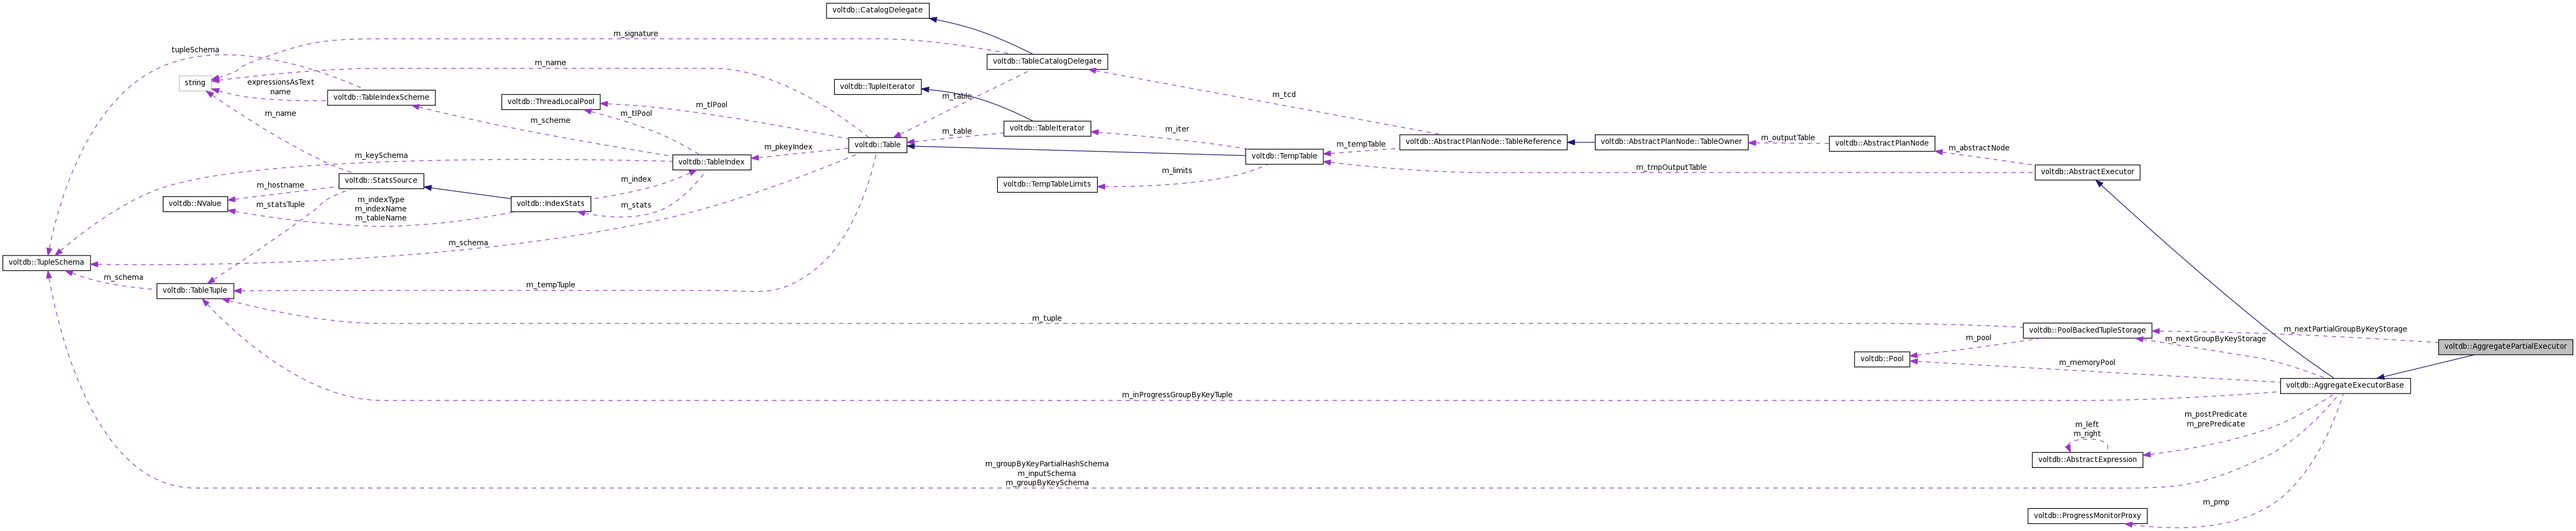 voltdb::CatalogDelegate
m_signature
tupleSchema
voltdb::TableCatalogDelegate
m_name
string
expressionsAsText
name
voltdb::TupleIterator
voltdb::TableIndexScheme
m_tcd
m_table
voltdb::ThreadLocalPool
m_tlPool
m_name
m_tlPool
m_scheme
voltdb::TableIterator
m_iter
m_table
voltdb::Table
m_pkeyIndex
voltdb::AbstractPlanNode::TableReference
voltdb::AbstractPlanNode::TableOwner
m_outputTable
voltdb::AbstractPlanNode
m_tempTable
m_abstractNode
m_keySchema
voltdb::TableIndex
voltdb::TempTable
m_tmpOutputTable
m_limits
voltdb::AbstractExecutor
voltdb::StatsSource
m_index
m_hostname
voltdb::TempTableLimits
voltdb::NValue
m_statsTuple
m_indexType
m_indexName
m_tableName
voltdb::IndexStats
m_stats
m_schema
voltdb::TupleSchema
m_schema
voltdb::TableTuple
m_tempTuple
m_tuple
voltdb::PoolBackedTupleStorage
m_nextPartialGroupByKeyStorage
m_pool
m_nextGroupByKeyStorage
voltdb::AggregatePartialExecutor
voltdb::Pool
m_memoryPool
voltdb::AggregateExecutorBase
m_inProgressGroupByKeyTuple
m_postPredicate
m_prePredicate
m_left
m_right
voltdb::AbstractExpression
m_groupByKeyPartialHashSchema
m_inputSchema
m_groupByKeySchema
m_pmp
voltdb::ProgressMonitorProxy